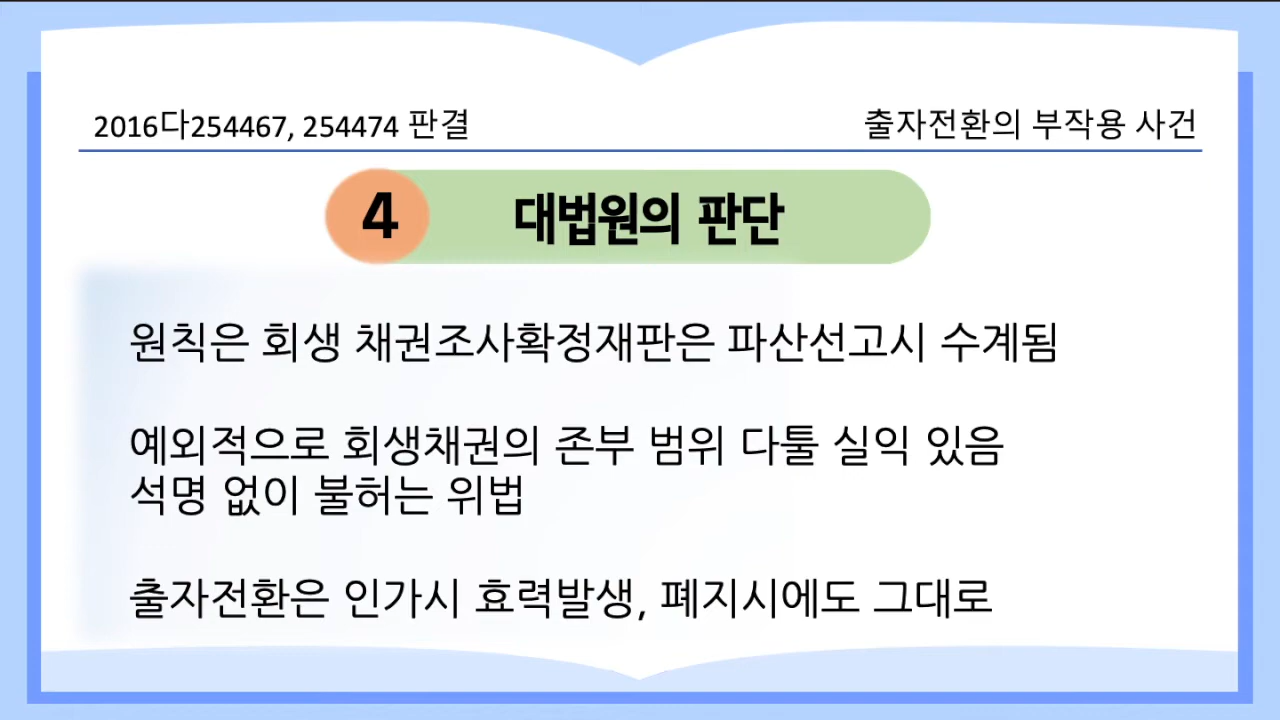 2016다254467, 254474 판결
출자전환의 부작용 사건
4
대법원의 판단
원칙은 회생 채권조사확정재판은 파산선고시 수계됨
예외적으로 회생채권의 존부 범위 다툴 실익 있음
석명 없이 불허는 위법
출자전환은 인가시 효력발생, 폐지시에도 그대로